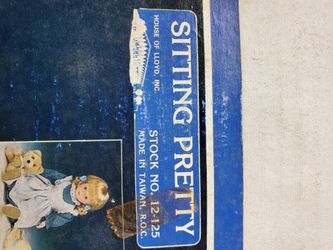 SITTING PRETTY
HOUSE OF LLOYD, INC.
STOCK NO. 12-125
MADE IN TAIWAN, R.O.C.